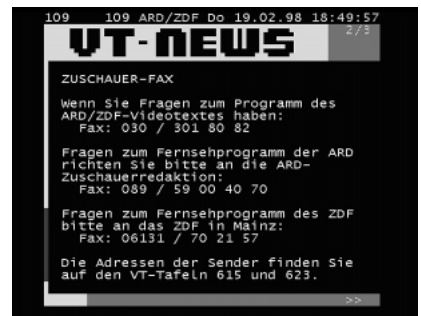 109 109 ARD/ZDF Do 19.02.98 18:49:57
VT-NEWS 2/3
ZUSCHAUER-FAX
Wenn Sie Fragen zum Programm des
ARD/ZDF-Videotextes haben:
Fax: 030 / 301 80 82
Fragen zum Fernsehprogramm der ARD
richten Sie bitte an die ARD-
Zuschauerredaktion:
Fax: 089 / 59 00 40 70
Fragen zum Fernsprogramm des ZDF
bitte an das ZDF in Mainz:
Fax: 06131 / 70 21 57
Die Adressen der Sender finden Sie
auf den VT-Tafeln 615 und 623.
>>